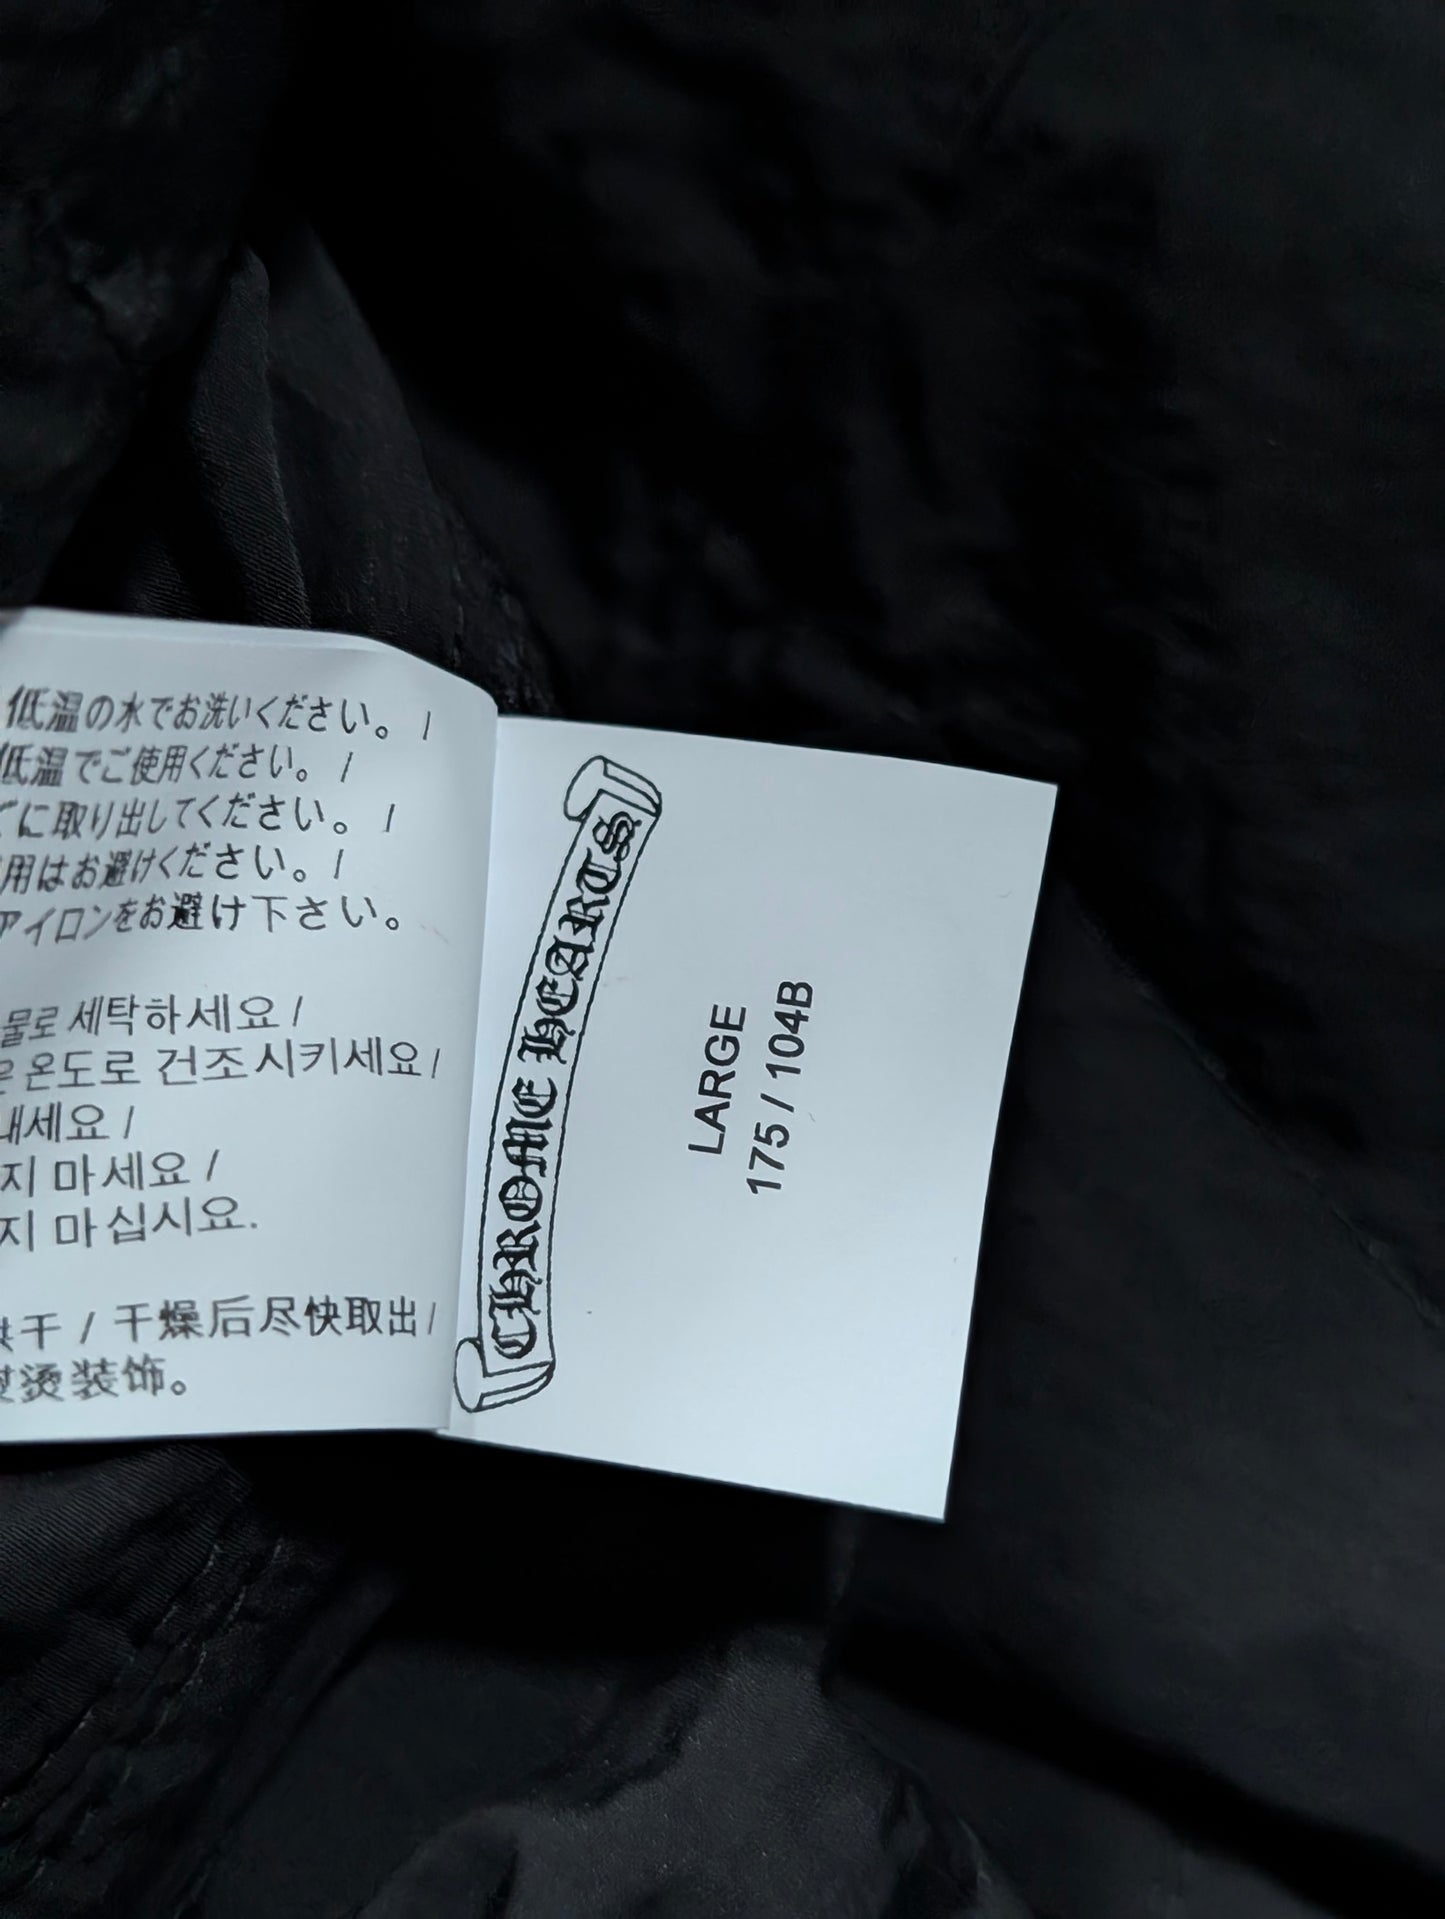 低温の水でお洗いください。 /
低温でご使用ください。 /
に取り出してください。 /
用はお避けください。 /
アイロンをお避け下さい。
물로 세탁하세요 /
온도로 건조시키세요 /
내세요 /
지 마세요 /
지 마십시요.
烘干 / 干燥后尽快取出 /
熨烫装饰。
CHROME HEARTS
LARGE
175 / 104B